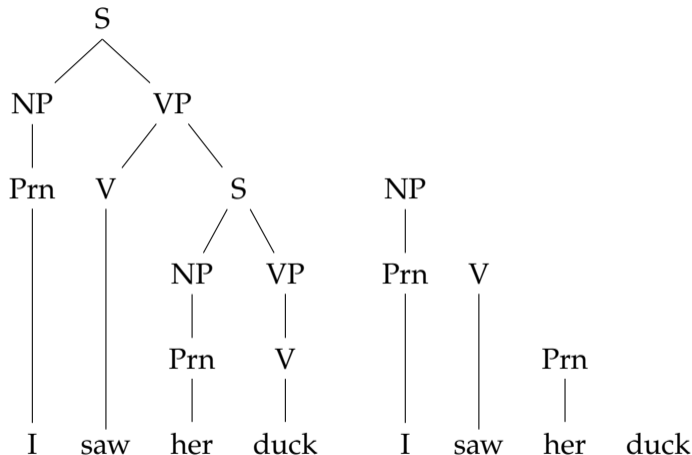 S
NP VP
Prn V S NP
NP VP Prn V
Prn V Prn
I saw her duck I saw her duck